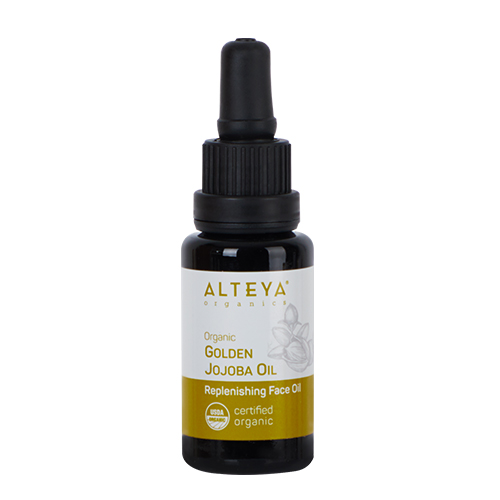 ALTEYA®
organics
Organic
GOLDEN
JOJOBA OIL
Replenishing Face Oil
USDA
ORGANIC
certified
organic